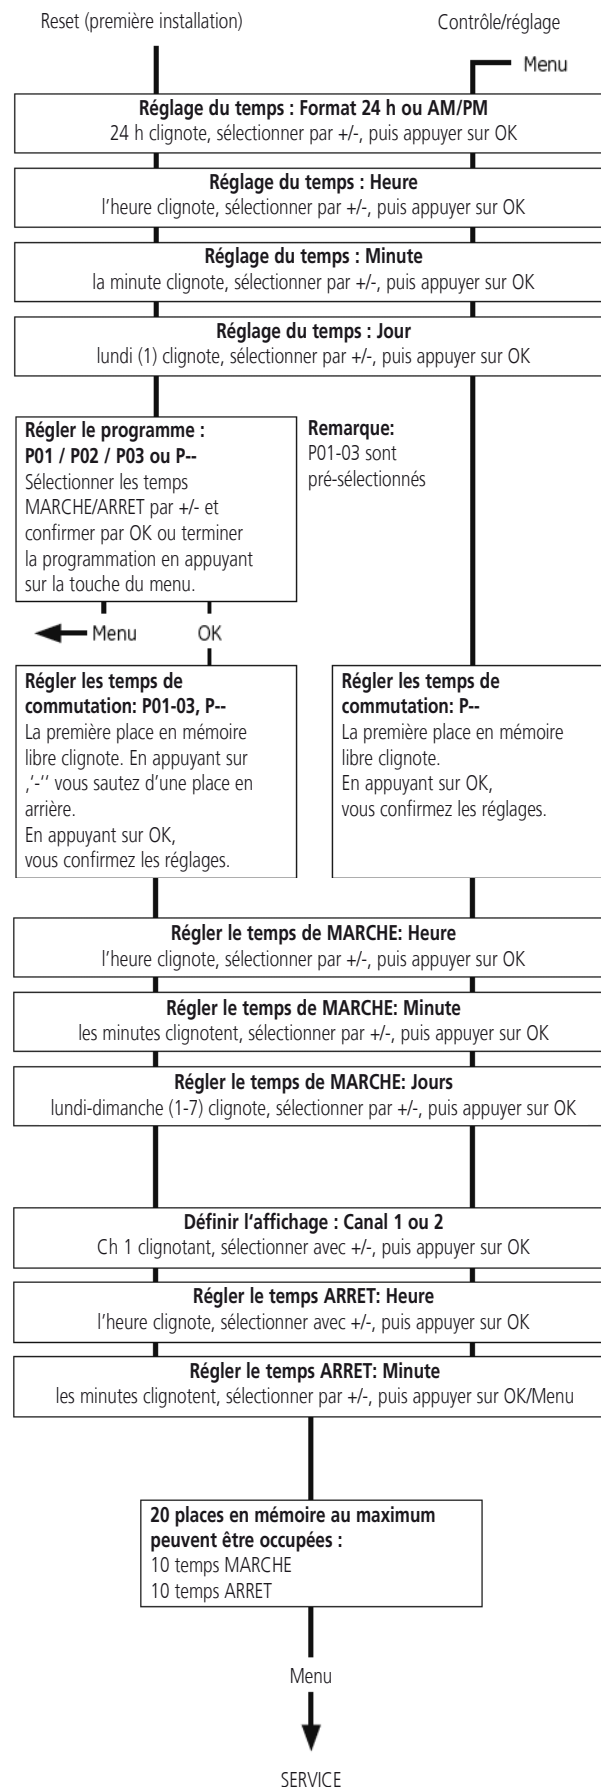 Reset (première installation)
Contrôle/réglage
Menu
Réglage du temps : Format 24 h ou AM/PM
24 h clignote, sélectionner par +/-, puis appuyer sur OK
Réglage du temps : Heure
l'heure clignote, sélectionner par +/-, puis appuyer sur OK
Réglage du temps : Minute
la minute clignote, sélectionner par +/-, puis appuyer sur OK
Réglage du temps : Jour
lundi (1) clignote, sélectionner par +/-, puis appuyer sur OK
Régler le programme :
P01 / P02 / P03 ou P--
Sélectionner les temps
MARCHE/ARRET par +/- et
confirmer par OK ou terminer
la programmation en appuyant
sur la touche du menu.
Remarque:
P01-03 sont
pré-sélectionnés
Menu
OK
Régler les temps de
commutation: P01-03, P--
La première place en mémoire
libre clignote. En appuyant sur
‚'-'' vous sautez d'une place en
arrière.
En appuyant sur OK,
vous confirmez les réglages.
Régler les temps de
commutation: P--
La première place en mémoire
libre clignote.
En appuyant sur OK,
vous confirmez les réglages.
Régler le temps de MARCHE: Heure
l'heure clignote, sélectionner par +/-, puis appuyer sur OK
Régler le temps de MARCHE: Minute
les minutes clignotent, sélectionner par +/-, puis appuyer sur OK
Régler le temps de MARCHE: Jours
lundi-dimanche (1-7) clignote, sélectionner par +/-, puis appuyer sur OK
Définir l'affichage : Canal 1 ou 2
Ch 1 clignotant, sélectionner avec +/-, puis appuyer sur OK
Régler le temps ARRET: Heure
l'heure clignote, sélectionner avec +/-, puis appuyer sur OK
Régler le temps ARRET: Minute
les minutes clignotent, sélectionner par +/-, puis appuyer sur OK/Menu
20 places en mémoire au maximum
peuvent être occupées :
10 temps MARCHE
10 temps ARRET
Menu
SERVICE